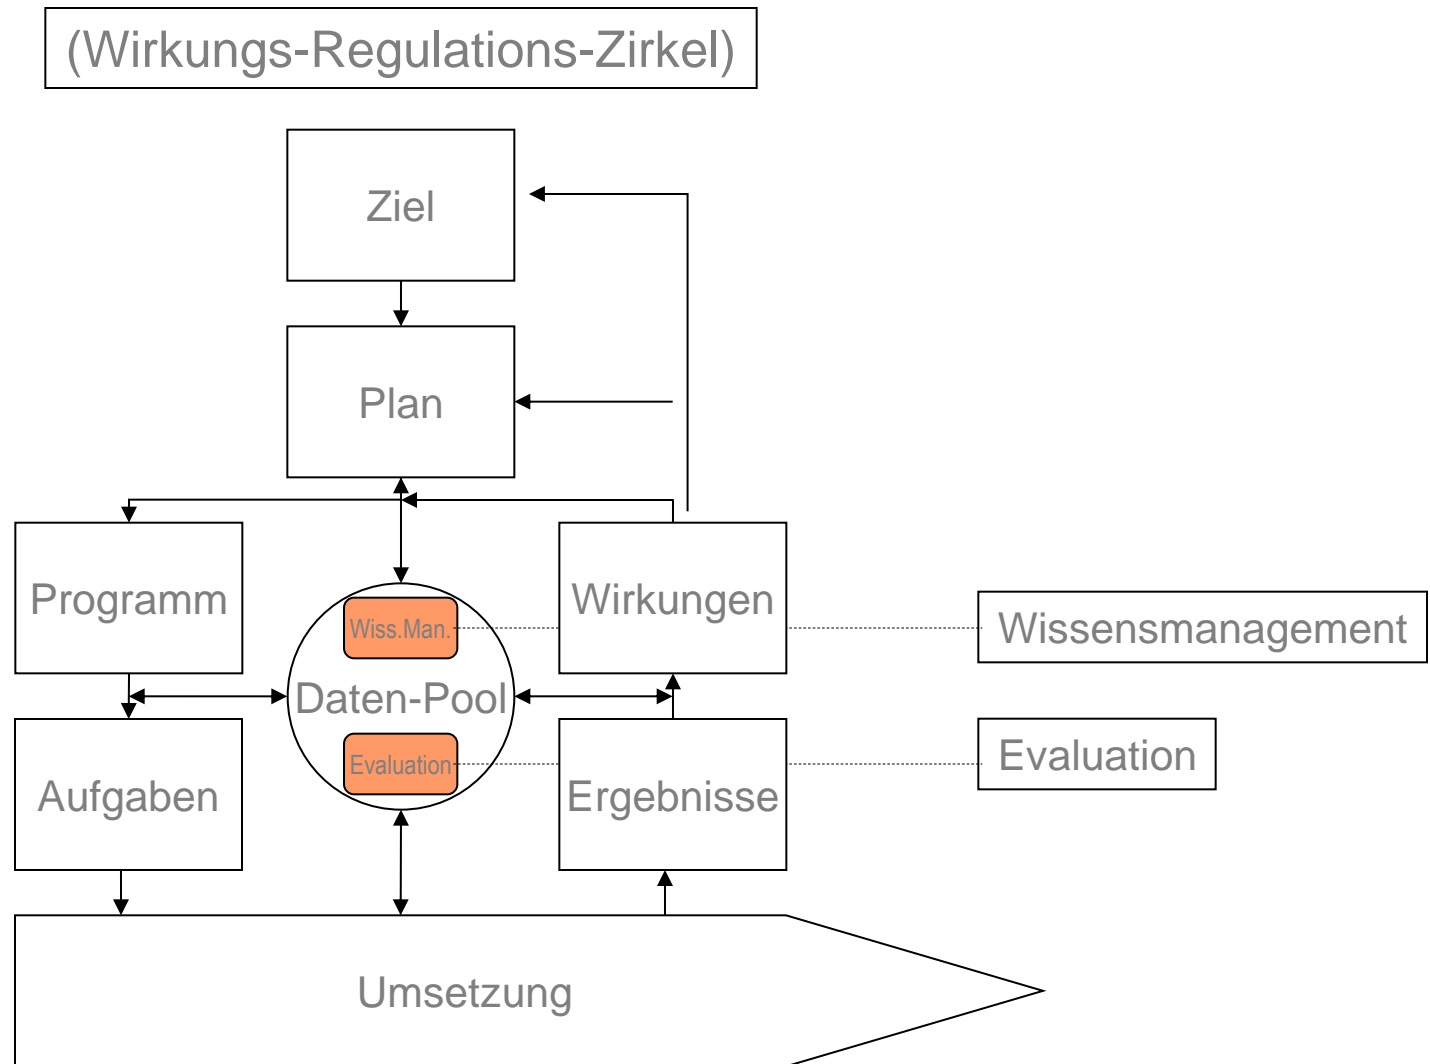 (Wirkungs-Regulations-Zirkel)
Ziel
Plan
Programm
Wirkungen
Wiss.Man.
Wissensmanagement
Daten-Pool
Evaluation
Evaluation
Aufgaben
Ergebnisse
Umsetzung